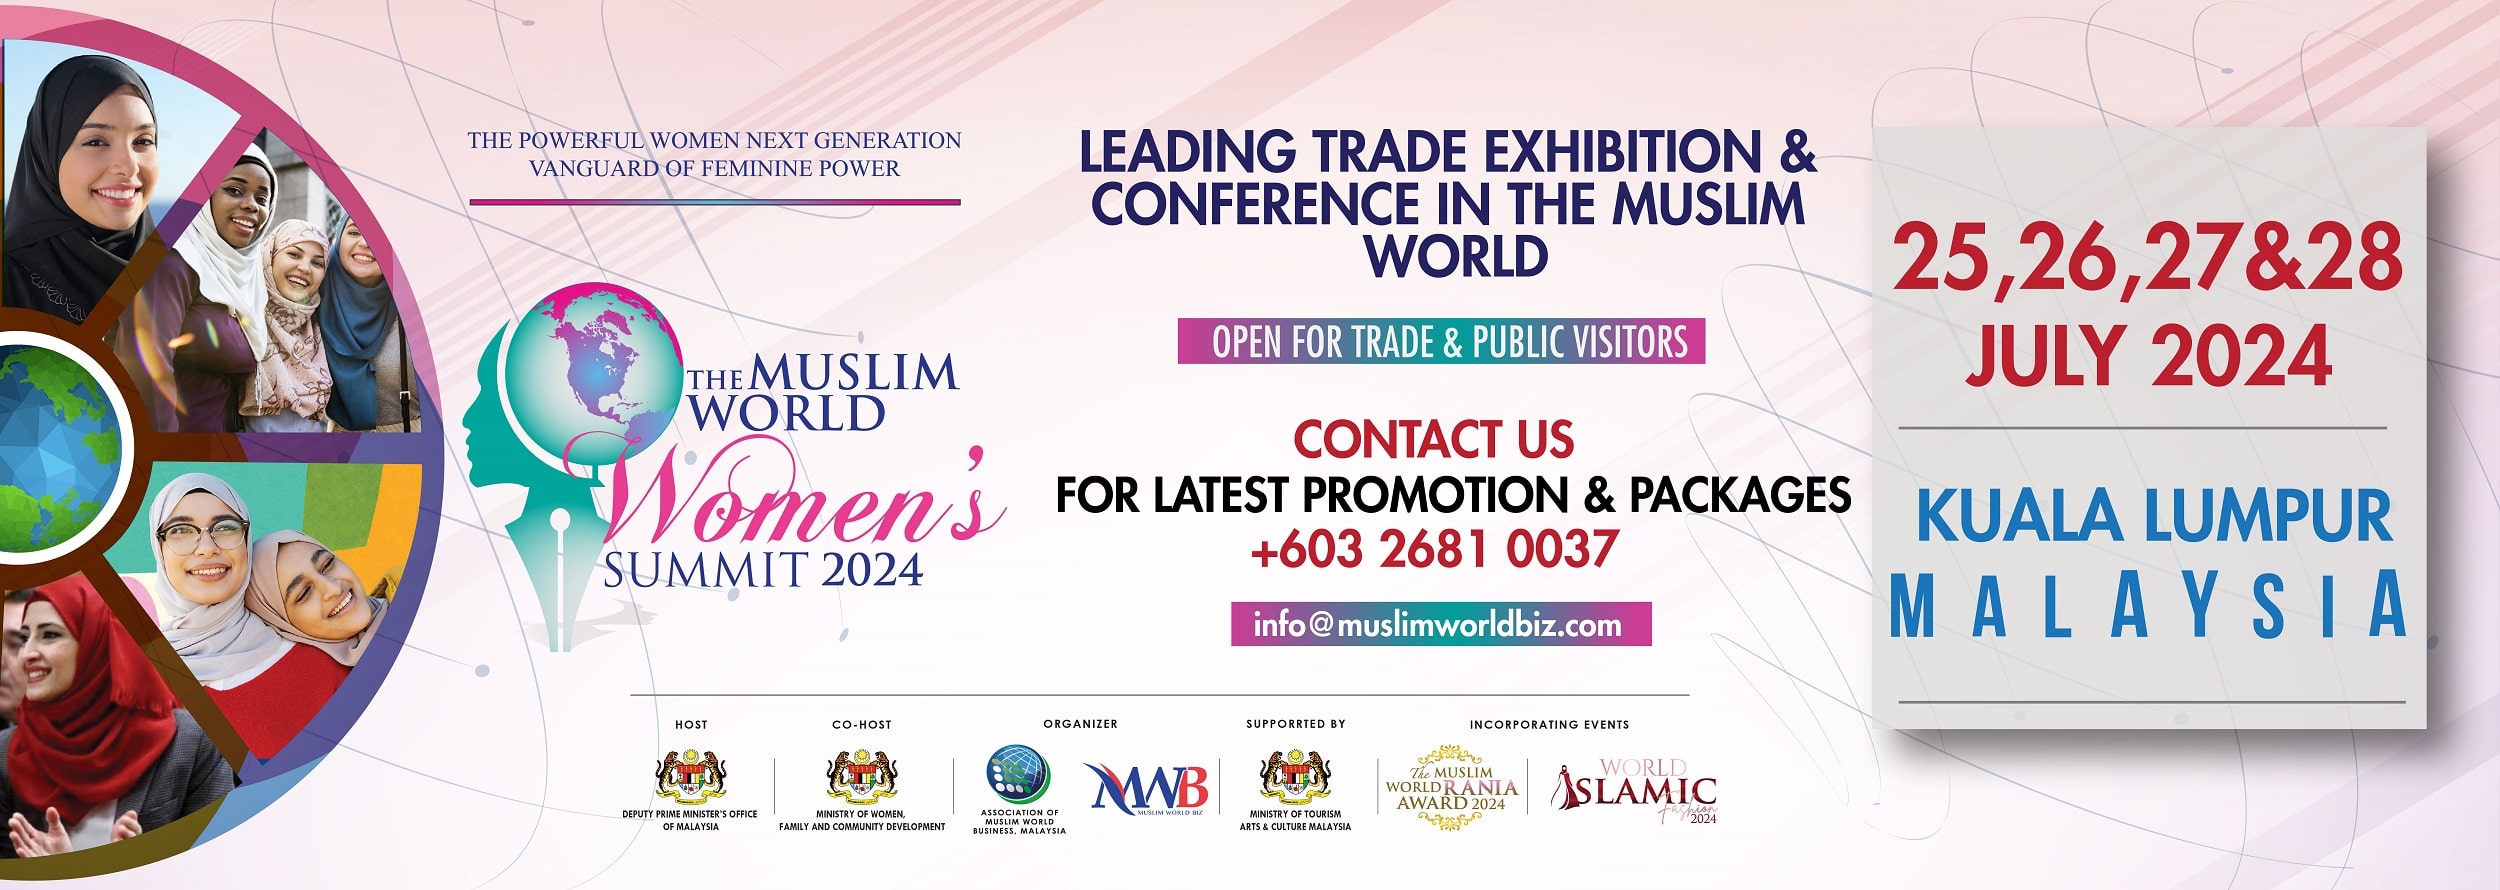 THE POWERFUL WOMEN NEXT GENERATION
VANGUARD OF FEMININE POWER
THE MUSLIM
WORLD
Women's
SUMMIT 2024
LEADING TRADE EXHIBITION &
CONFERENCE IN THE MUSLIM
WORLD
OPEN FOR TRADE & PUBLIC VISITORS
CONTACT US
FOR LATEST PROMOTION & PACKAGES
+603 2681 0037
info@muslimworldbiz.com
25,26,27&28
JULY 2024
KUALA LUMPUR
MALAYSIA
HOST
DEPUTY PRIME MINISTER'S OFFICE
OF MALAYSIA
CO-HOST
MINISTRY OF WOMEN,
FAMILY AND COMMUNITY DEVELOPMENT
ORGANIZER
ASSOCIATION OF
MUSLIM WORLD
BUSINESS, MALAYSIA
MWB
MUSLIM WORLD BIZ
SUPPORRTED BY
MINISTRY OF TOURISM
ARTS & CULTURE MALAYSIA
INCORPORATING EVENTS
The MUSLIM
WORLD RANIA
AWARD 2024
WORLD
ISLAMIC
Fashion
2024